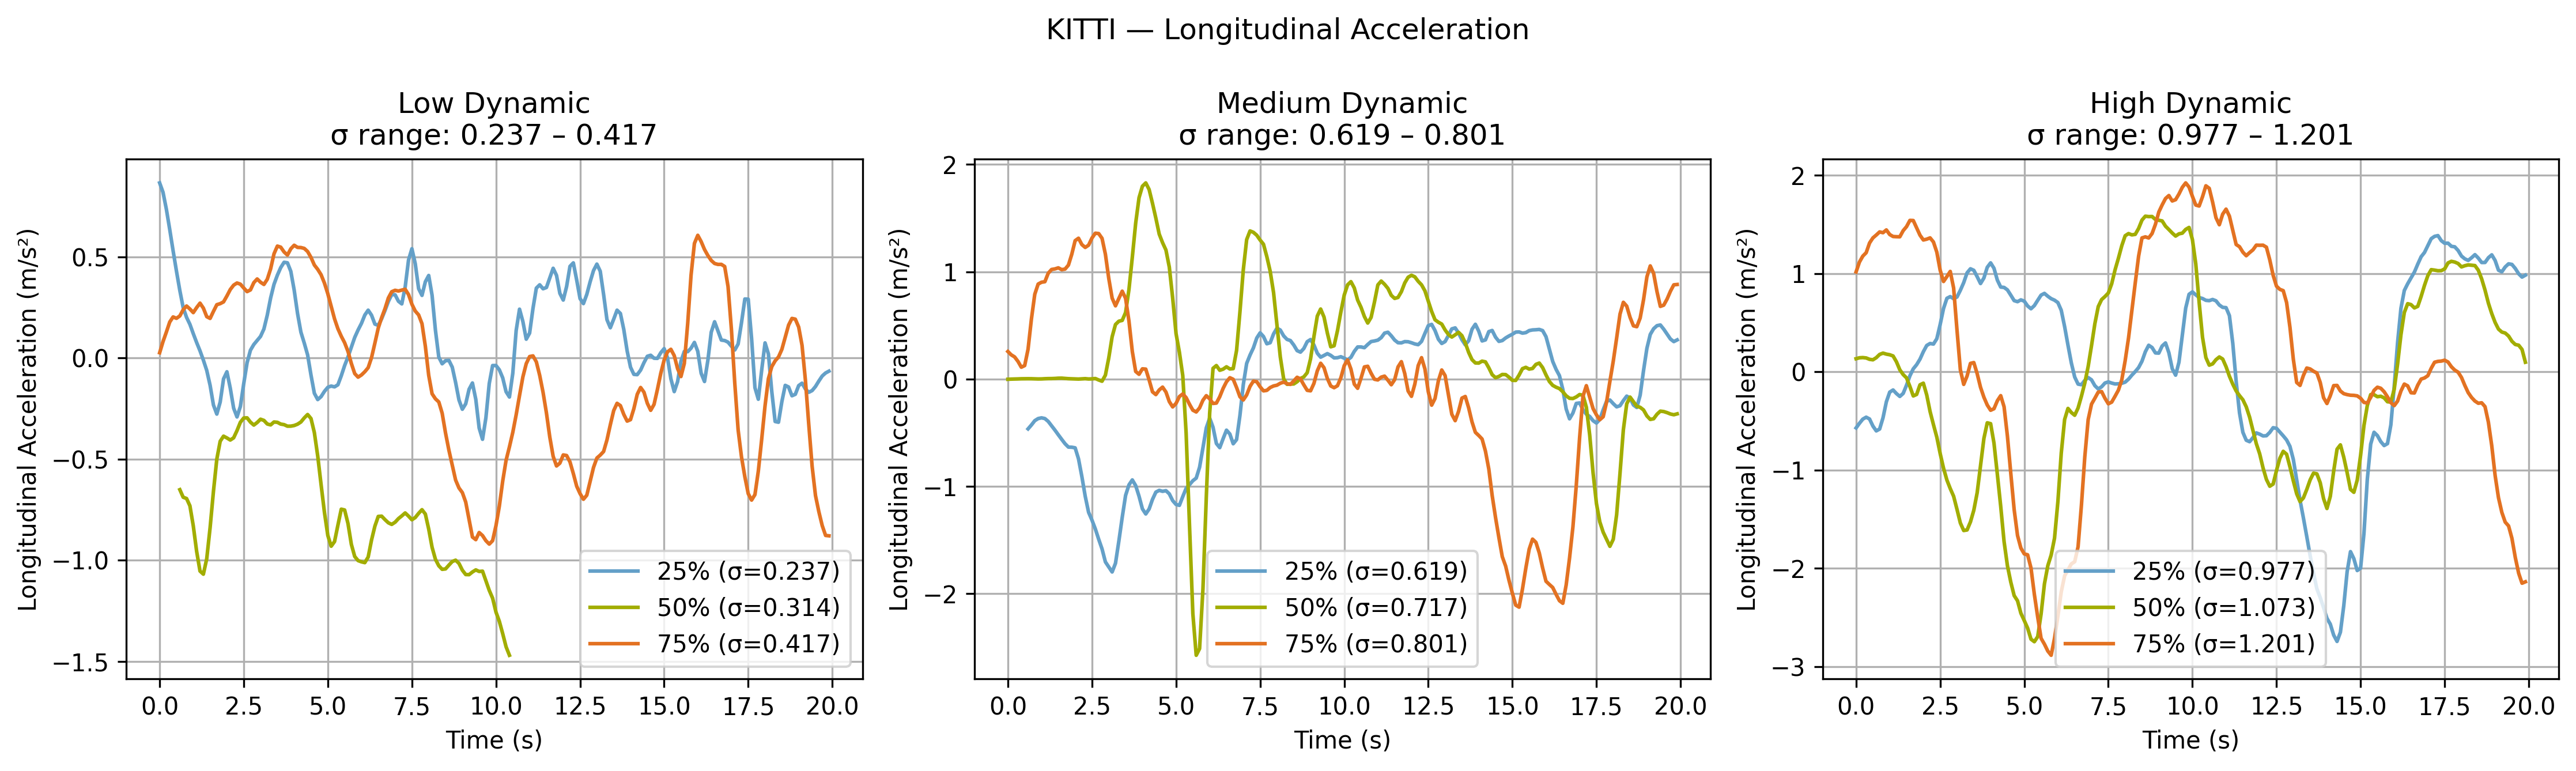 KITTI — Longitudinal Acceleration
Low Dynamic
σ range: 0.237 – 0.417
Longitudinal Acceleration (m/s²)
0.5
0.0
−0.5
−1.0
−1.5
25% (σ=0.237)
50% (σ=0.314)
75% (σ=0.417)
0.0 2.5 5.0 7.5 10.0 12.5 15.0 17.5 20.0
Time (s)
Medium Dynamic
σ range: 0.619 – 0.801
Longitudinal Acceleration (m/s²)
2
1
0
−1
−2
25% (σ=0.619)
50% (σ=0.717)
75% (σ=0.801)
0.0 2.5 5.0 7.5 10.0 12.5 15.0 17.5 20.0
Time (s)
High Dynamic
σ range: 0.977 – 1.201
Longitudinal Acceleration (m/s²)
2
1
0
−1
−2
−3
25% (σ=0.977)
50% (σ=1.073)
75% (σ=1.201)
0.0 2.5 5.0 7.5 10.0 12.5 15.0 17.5 20.0
Time (s)